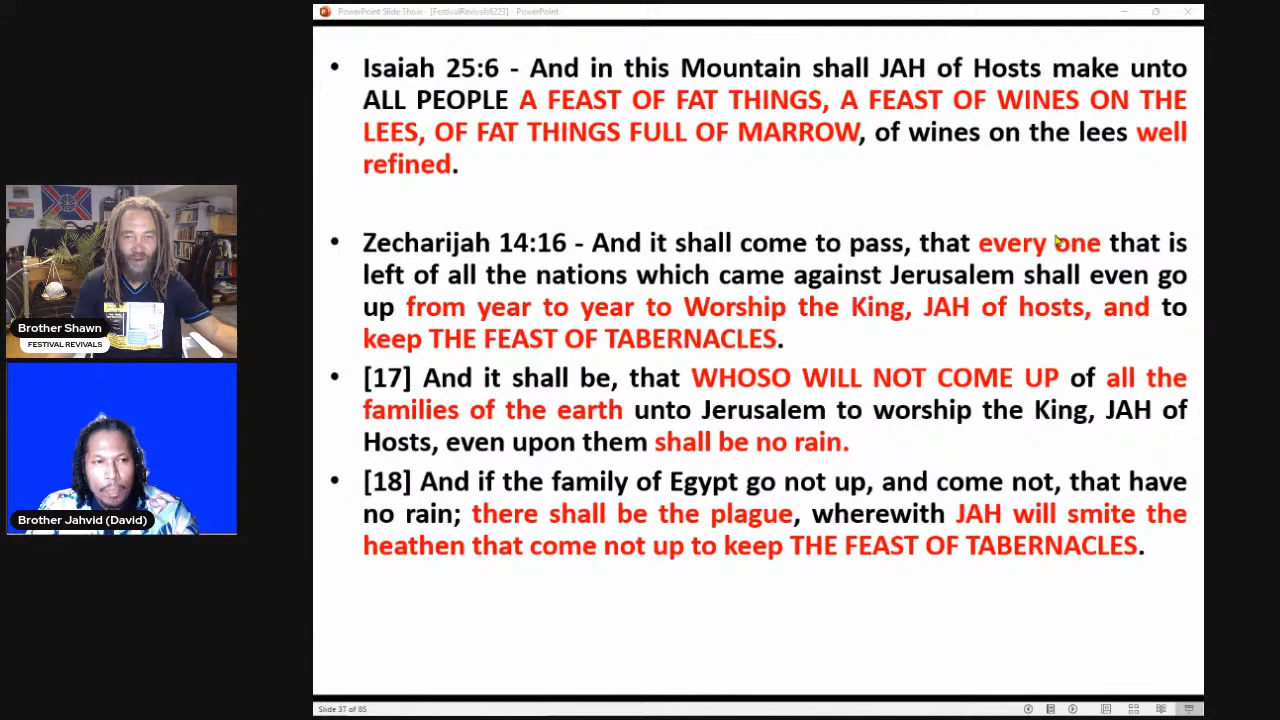 PowerPoint Slide Show - [FestivalRevivals6223] - PowerPoint
• Isaiah 25:6 - And in this Mountain shall JAH of Hosts make unto
ALL PEOPLE A FEAST OF FAT THINGS, A FEAST OF WINES ON THE
LEES, OF FAT THINGS FULL OF MARROW, of wines on the lees well
refined.
• Zecharijah 14:16 - And it shall come to pass, that every one that is
left of all the nations which came against Jerusalem shall even go
up from year to year to Worship the King, JAH of hosts, and to
keep THE FEAST OF TABERNACLES.
• [17] And it shall be, that WHOSO WILL NOT COME UP of all the
families of the earth unto Jerusalem to worship the King, JAH of
Hosts, even upon them shall be no rain.
• [18] And if the family of Egypt go not up, and come not, that have
no rain; there shall be the plague, wherewith JAH will smite the
heathen that come not up to keep THE FEAST OF TABERNACLES.
Brother Shawn
FESTIVAL REVIVALS
Brother Jahvid (David)
Slide 37 of 85